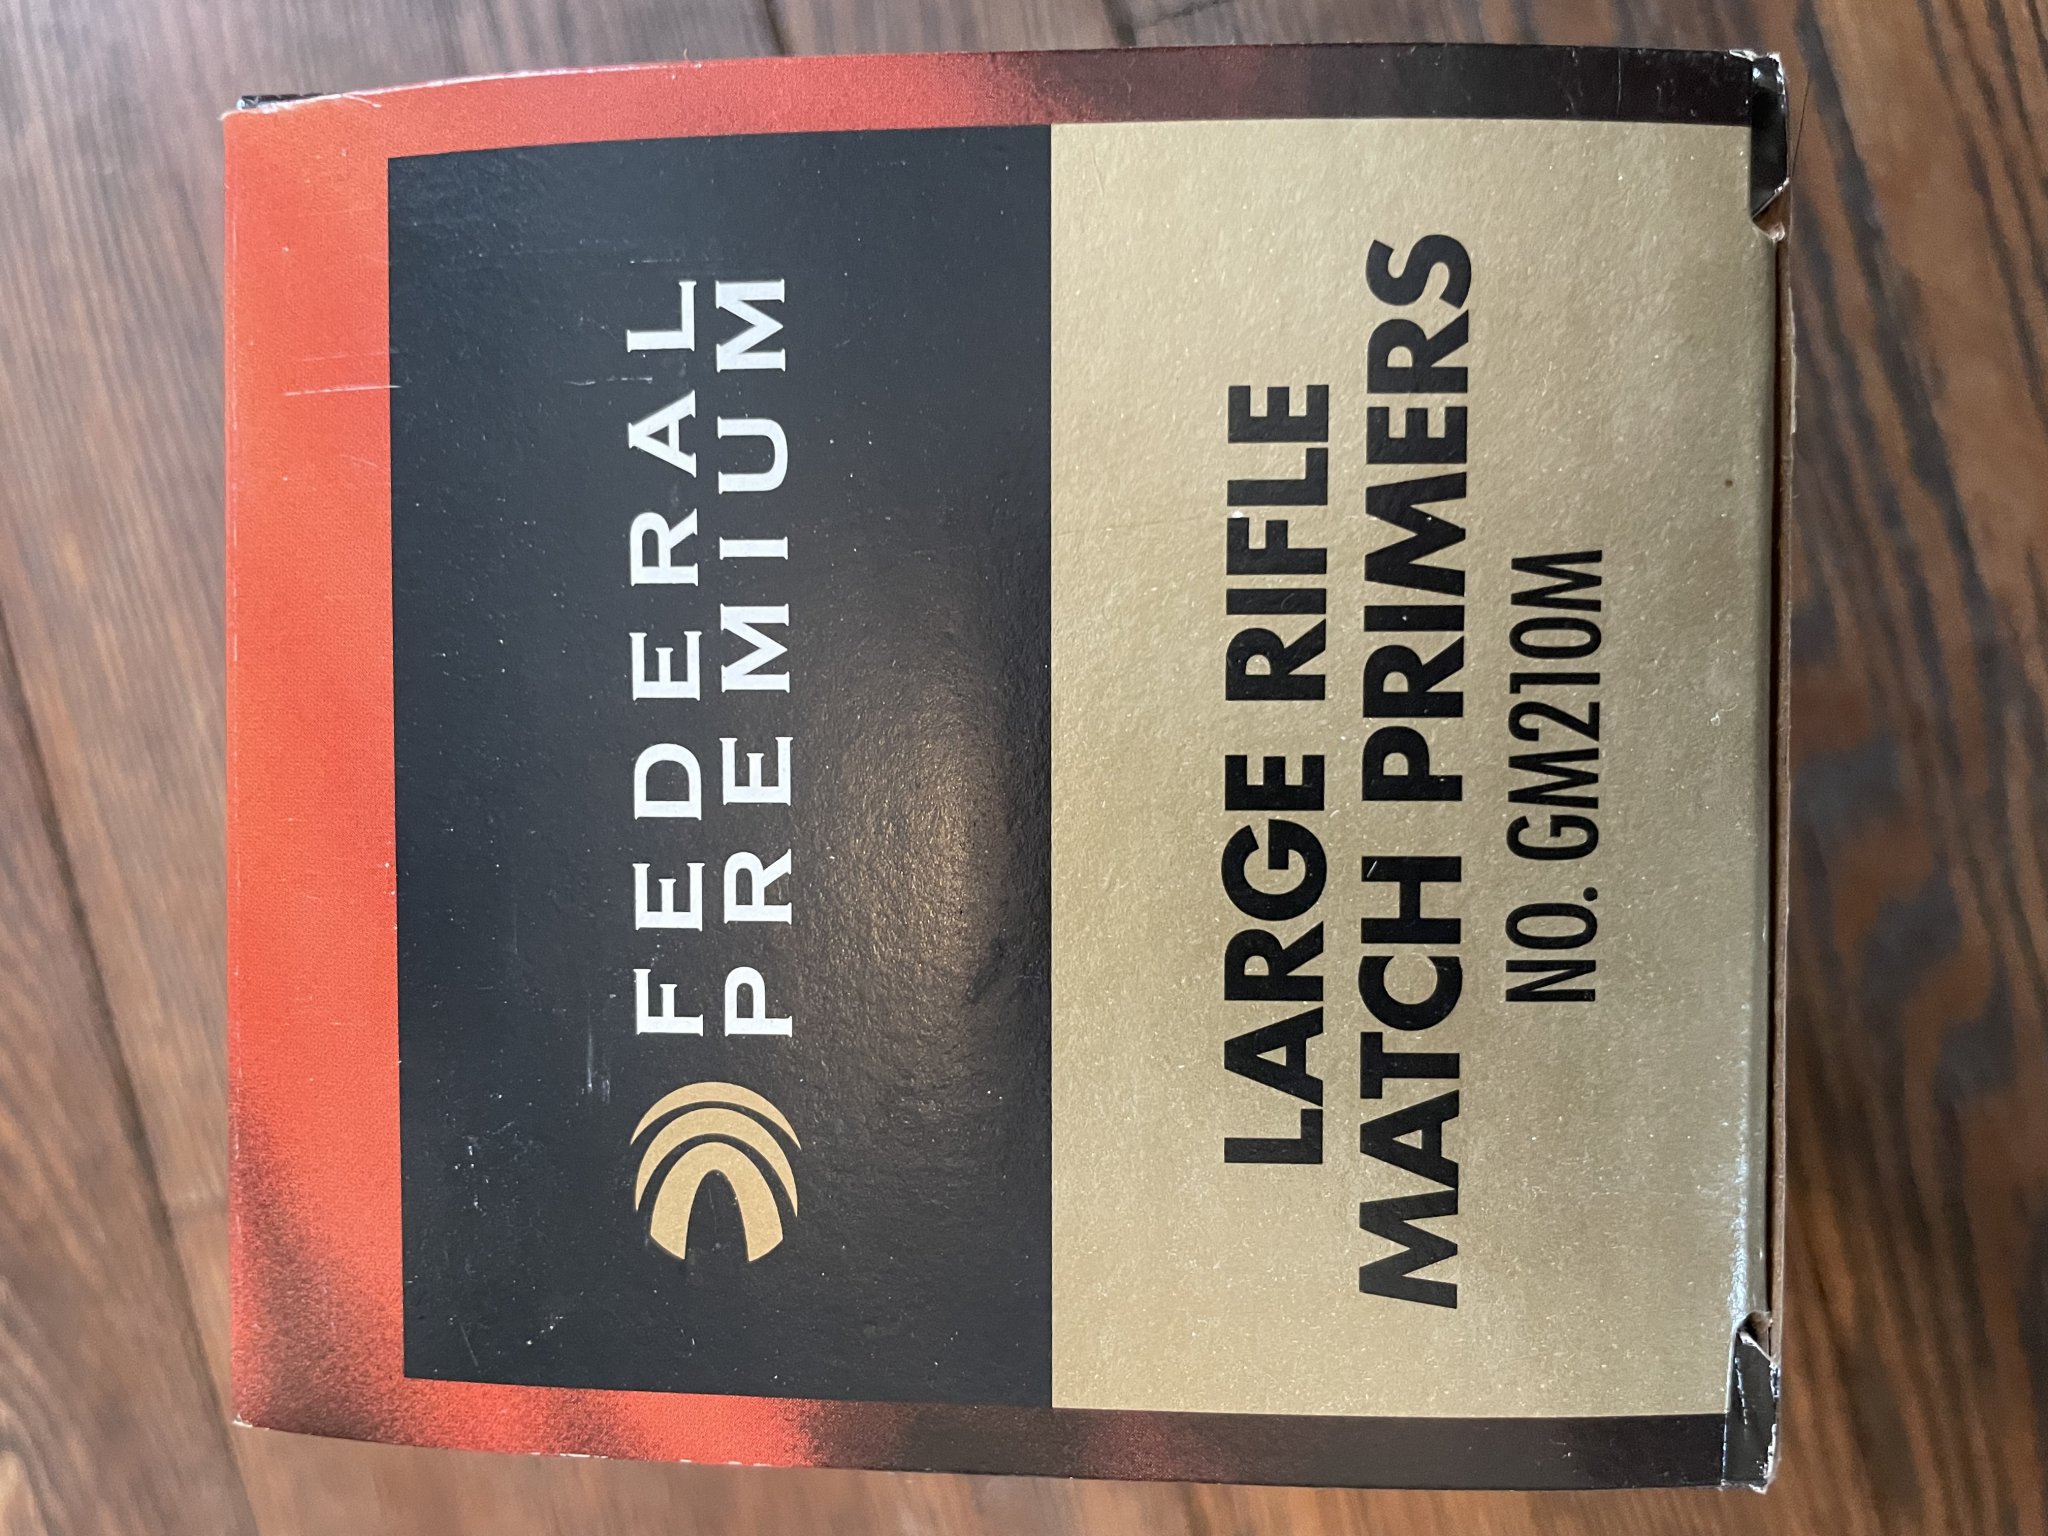 FEDERAL
PREMIUM
LARGE RIFLE
MATCH PRIMERS
NO. GM210M